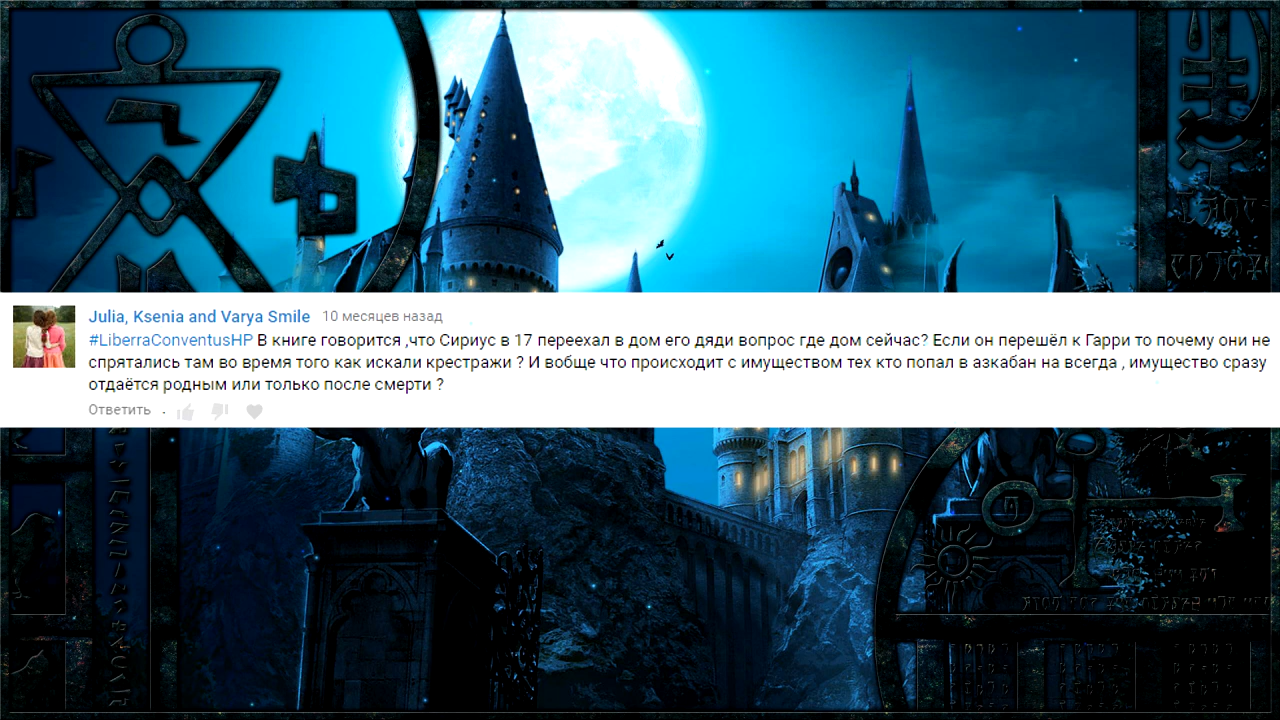 Julia, Ksenia and Varya Smile 10 месяцев назад
#LiberraConventusHP В книге говорится ,что Сириус в 17 переехал в дом его дяди вопрос где дом сейчас? Если он перешёл к Гарри то почему они не
спрятались там во время того как искали крестражи ? И вобще что происходит с имуществом тех кто попал в азкабан на всегда , имущество сразу
отдаётся родным или только после смерти ?
Ответить